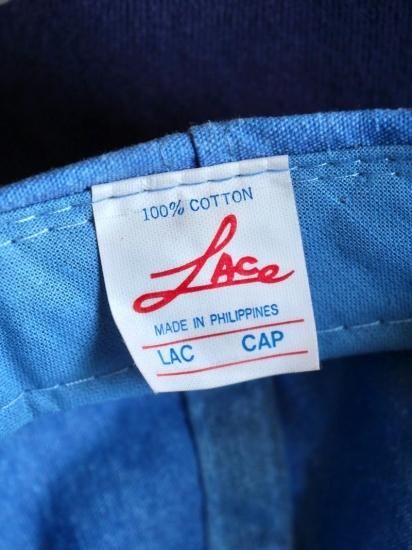 100% COTTON
LACe
MADE IN PHILIPPINES
LAC CAP